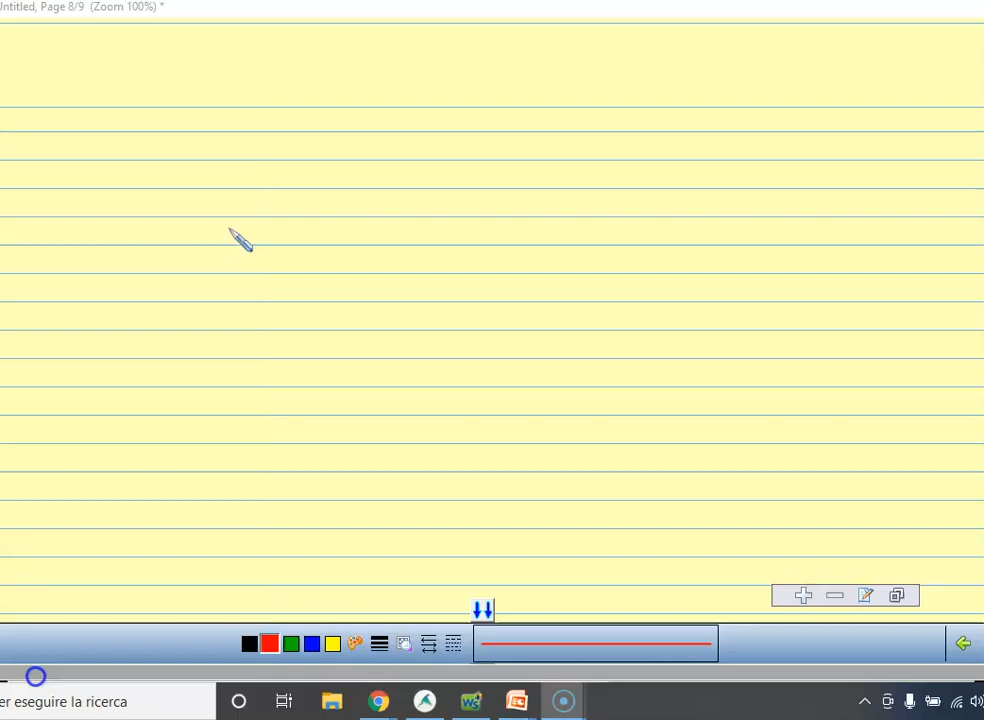 Untitled, Page 8/9 (Zoom 100%) *
er eseguire la ricerca